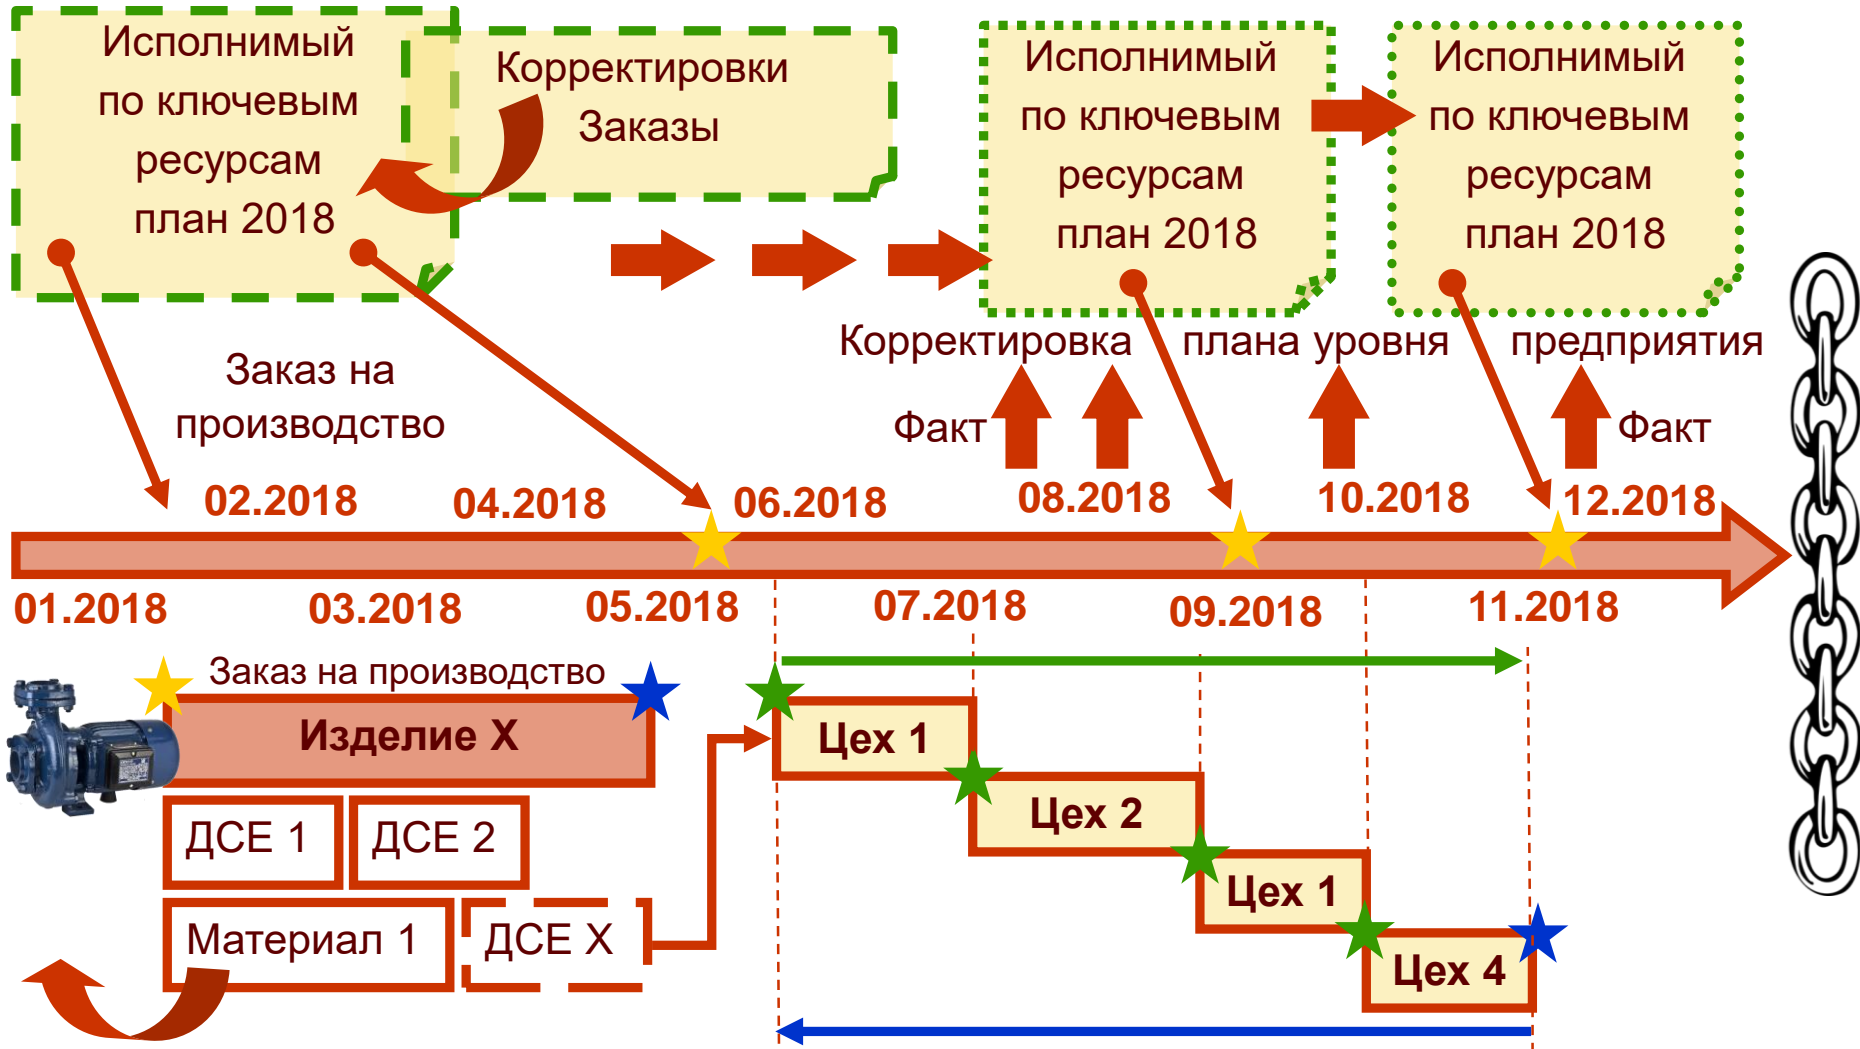 Исполнимый
по ключевым
ресурсам
план 2018
Корректировки
Заказы
Исполнимый
по ключевым
ресурсам
план 2018
Исполнимый
по ключевым
ресурсам
план 2018
Заказ на
производство
Корректировка плана уровня предприятия
Факт
Факт
02.2018 04.2018 06.2018 08.2018 10.2018 12.2018
01.2018 03.2018 05.2018 07.2018 09.2018 11.2018
Заказ на производство
Изделие X
ДСЕ 1 ДСЕ 2
Материал 1 ДСЕ X
Цех 1
Цех 2
Цех 1
Цех 4